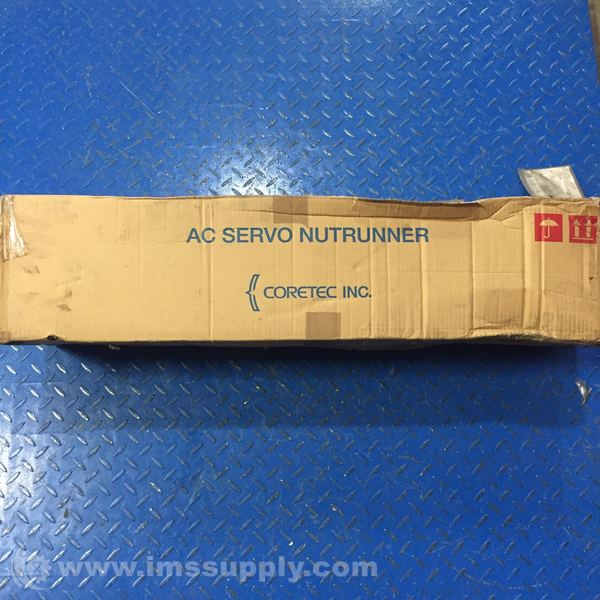 AC SERVO NUTRUNNER
CORETEC INC.
www.imssupply.com